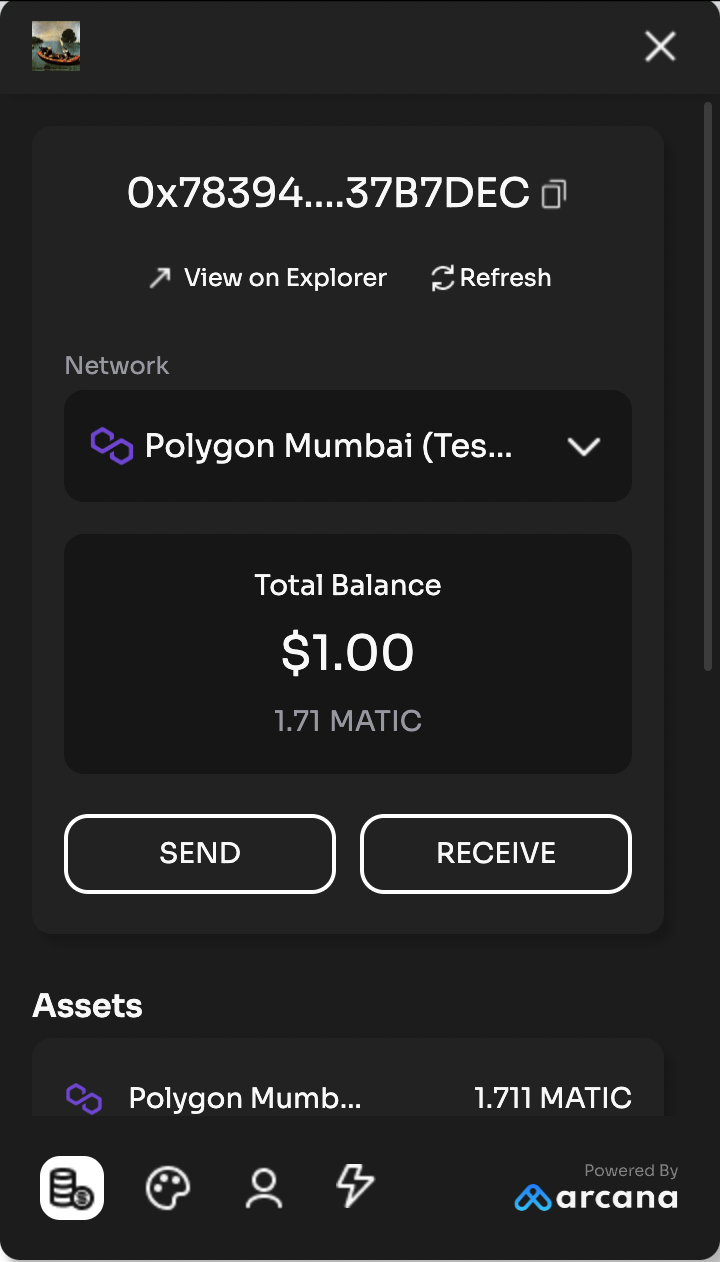 0x78394....37B7DEC
View on Explorer Refresh
Network
Polygon Mumbai (Tes...
Total Balance
$1.00
1.71 MATIC
SEND RECEIVE
Assets
Polygon Mumb... 1.711 MATIC
Powered By
arcana